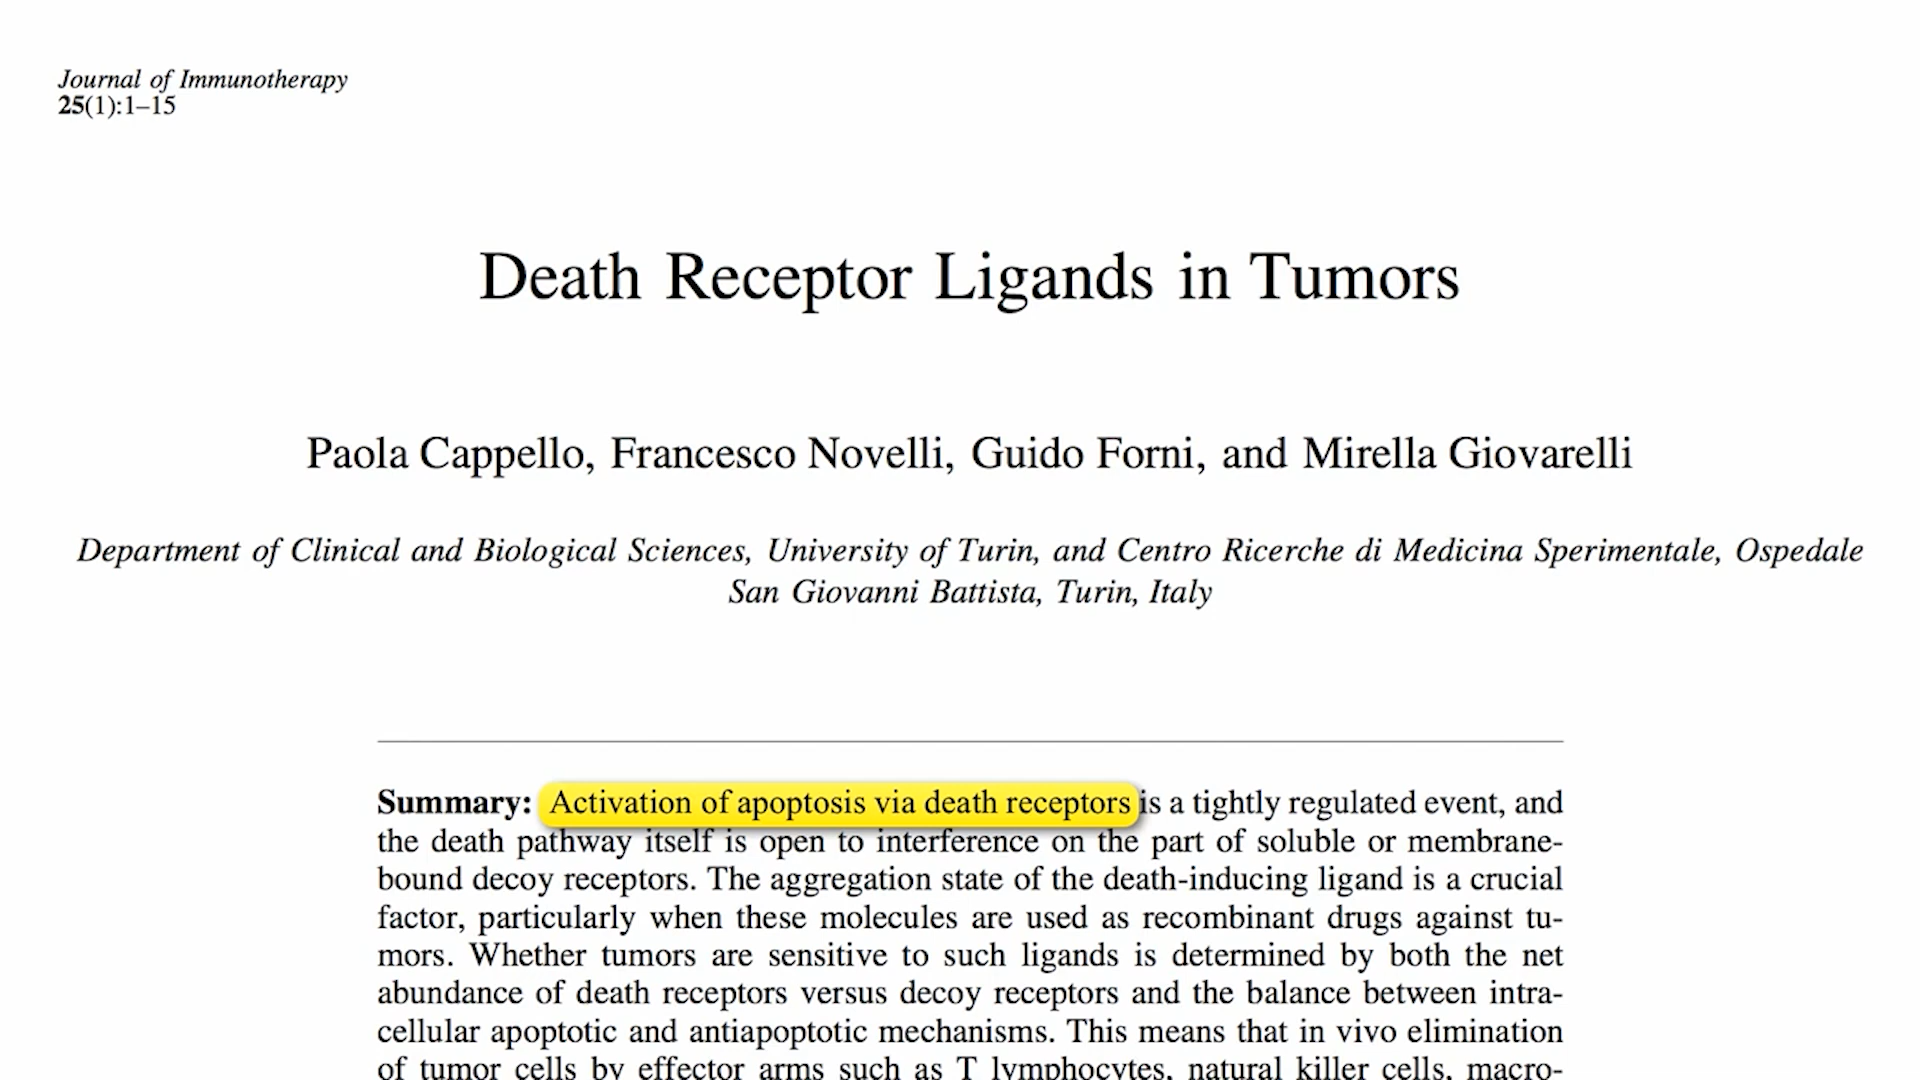 Journal of Immunotherapy
25(1):1–15
Death Receptor Ligands in Tumors
Paola Cappello, Francesco Novelli, Guido Forni, and Mirella Giovarelli
Department of Clinical and Biological Sciences, University of Turin, and Centro Ricerche di Medicina Sperimentale, Ospedale
San Giovanni Battista, Turin, Italy
Summary: Activation of apoptosis via death receptors is a tightly regulated event, and
the death pathway itself is open to interference on the part of soluble or membrane-
bound decoy receptors. The aggregation state of the death-inducing ligand is a crucial
factor, particularly when these molecules are used as recombinant drugs against tu-
mors. Whether tumors are sensitive to such ligands is determined by both the net
abundance of death receptors versus decoy receptors and the balance between intra-
cellular apoptotic and antiapoptotic mechanisms. This means that in vivo elimination
of tumor cells by effector arms such as T lymphocytes, natural killer cells, macro-